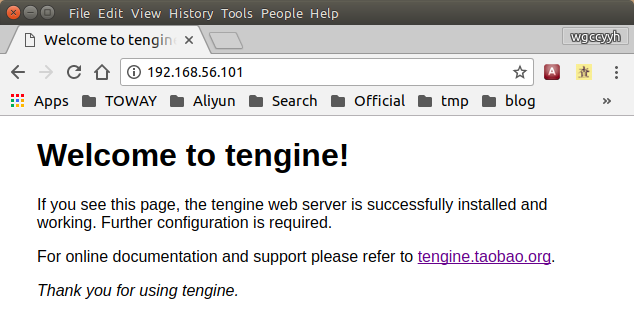 File Edit View History Tools People Help
Welcome to tengine
wgccyyh
192.168.56.101
A
Apps TOWAY Aliyun Search Official tmp blog »
Welcome to tengine!
If you see this page, the tengine web server is successfully installed and
working. Further configuration is required.
For online documentation and support please refer to tengine.taobao.org.
Thank you for using tengine.